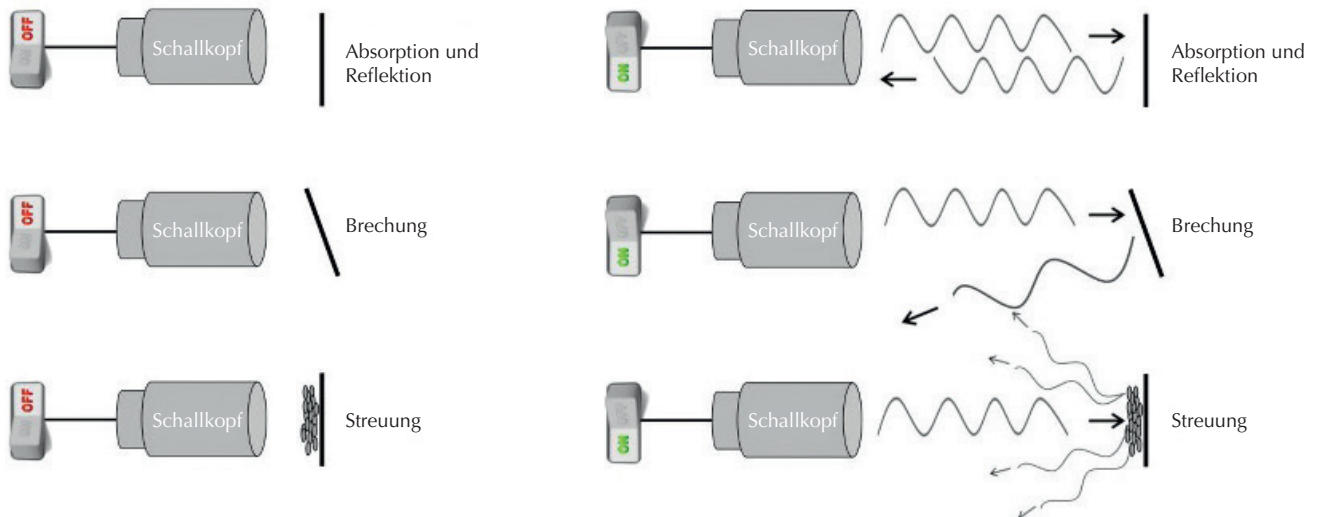 OFF
Schallkopf
Absorption und
Reflektion
ON
Schallkopf
Absorption und
Reflektion
OFF
Schallkopf
Brechung
ON
Schallkopf
Brechung
OFF
Schallkopf
Streuung
ON
Schallkopf
Streuung